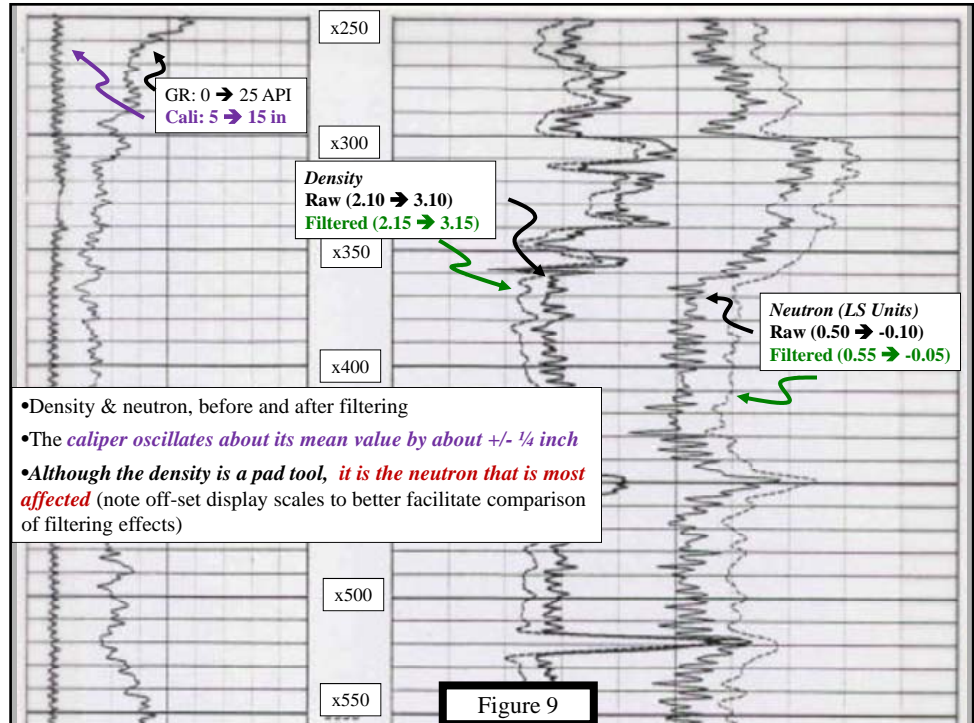 x250
GR: 0 ➔ 25 API
Cali: 5 ➔ 15 in
x300
Density
Raw (2.10 ➔ 3.10)
Filtered (2.15 ➔ 3.15)
x350
Neutron (LS Units)
Raw (0.50 ➔ -0.10)
Filtered (0.55 ➔ -0.05)
x400
•Density & neutron, before and after filtering
•The caliper oscillates about its mean value by about +/- ¼ inch
•Although the density is a pad tool, it is the neutron that is most
affected (note off-set display scales to better facilitate comparison
of filtering effects)
x500
x550
Figure 9